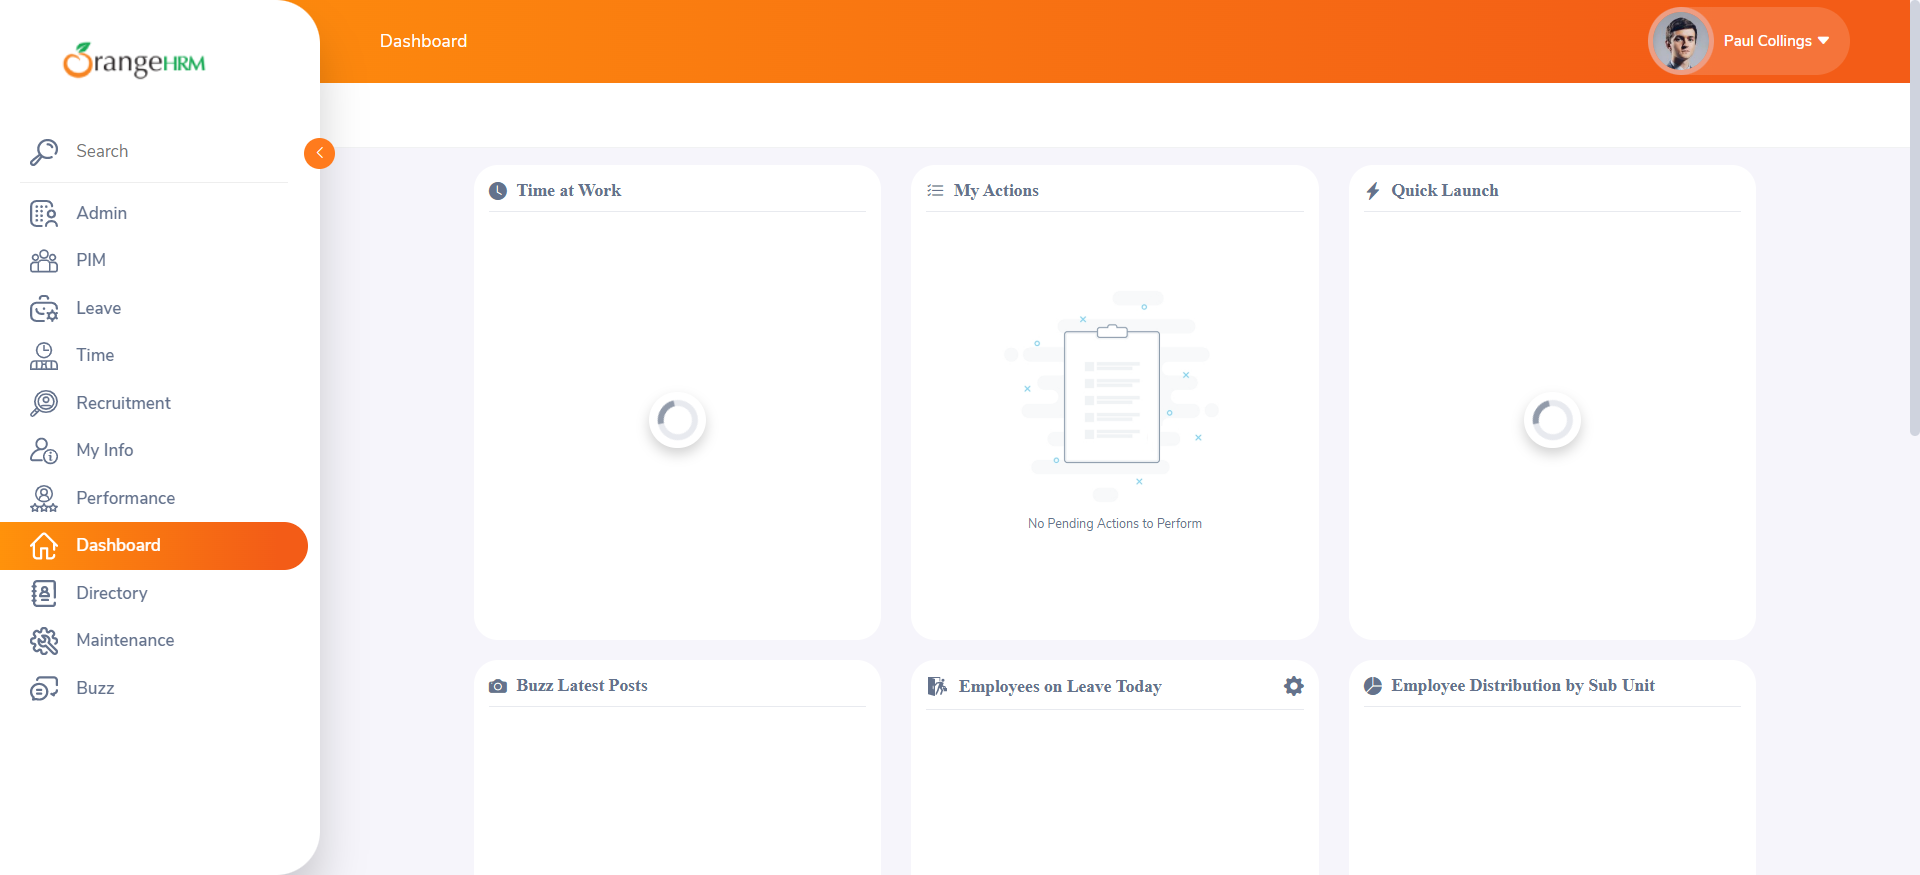 OrangeHRM
Dashboard
Paul Collings
Search
Admin
PIM
Leave
Time
Recruitment
My Info
Performance
Dashboard
Directory
Maintenance
Buzz
Time at Work
My Actions
No Pending Actions to Perform
Quick Launch
Buzz Latest Posts
Employees on Leave Today
Employee Distribution by Sub Unit